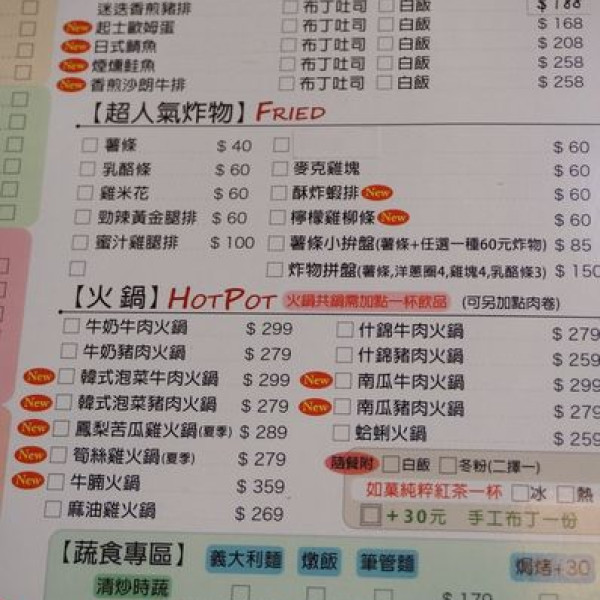 迷迭香煎豬排 布丁吐司 白飯 $188
New 起士歐姆蛋 布丁吐司 白飯 $168
New 日式鯖魚 布丁吐司 白飯 $208
New 煙燻鮭魚 布丁吐司 白飯 $258
New 香煎沙朗牛排 布丁吐司 白飯 $258
【超人氣炸物】FRIED
薯條 $40 $60
乳酪條 $60 麥克雞塊 $60
雞米花 $60 酥炸蝦排 New $60
勁辣黃金腿排 $60 檸檬雞柳條 New $60
蜜汁雞腿排 $100 薯條小拚盤(薯條+任選一種60元炸物) $85
炸物拼盤(薯條,洋蔥圈4,雞塊4,乳酪條3) $150
【火鍋】HOTPOT 火鍋共鍋需加點一杯飲品 (可另加點肉卷)
牛奶牛肉火鍋 $299 什錦牛肉火鍋 $279
牛奶豬肉火鍋 $279 什錦豬肉火鍋 $259
New 韓式泡菜牛肉火鍋 $299 New 南瓜牛肉火鍋 $299
New 韓式泡菜豬肉火鍋 $279 New 南瓜豬肉火鍋 $279
New 鳳梨苦瓜雞火鍋(夏季) $289 蛤蜊火鍋 $259
New 筍絲雞火鍋(夏季) $279 隨餐附 白飯 冬粉(二擇一)
New 牛腩火鍋 $359 如菓純粹紅茶一杯 冰 熱
麻油雞火鍋 $269 +30元 手工布丁一份
【蔬食專區】 義大利麵 燉飯 筆管麵 焗烤+30
清炒時蔬 $170